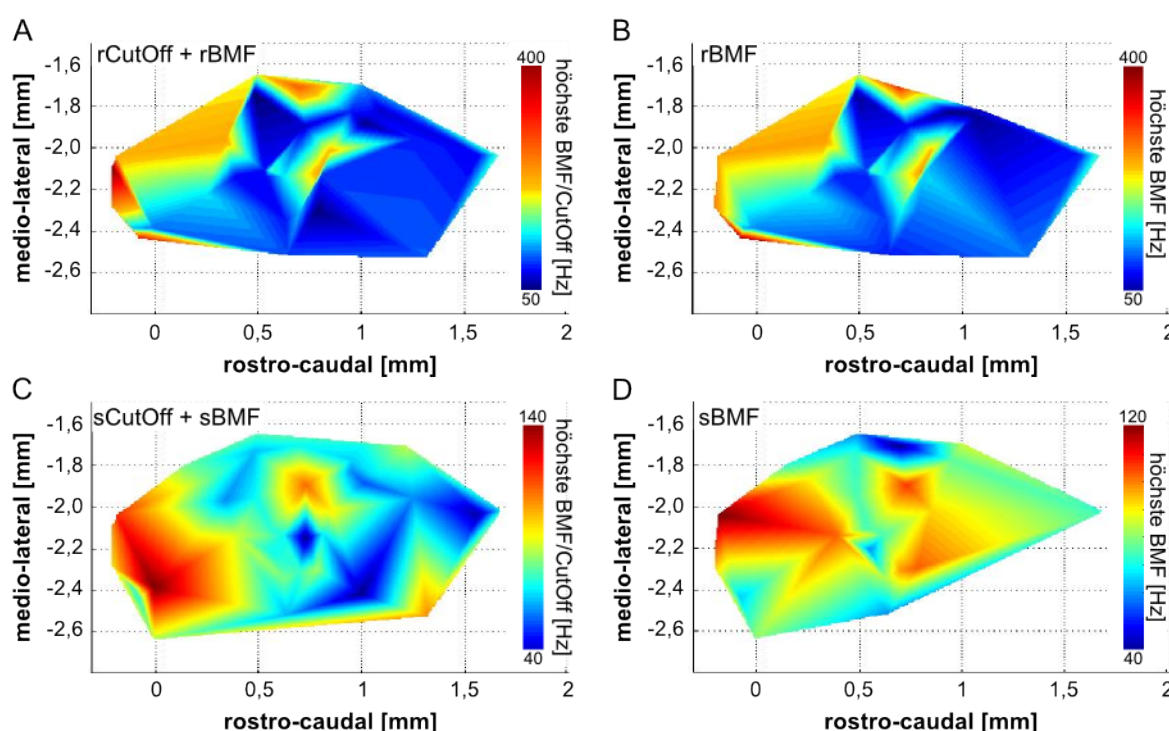 A
rCutOff + rBMF
-1,6
-1,8
-2,0
-2,2
-2,4
-2,6
medio-lateral [mm]
0 0,5 1 1,5 2
rostro-caudal [mm]
400
50
höchste BMF/CutOff [Hz]
B
rBMF
-1,6
-1,8
-2,0
-2,2
-2,4
-2,6
medio-lateral [mm]
0 0,5 1 1,5 2
rostro-caudal [mm]
400
50
höchste BMF [Hz]
C
sCutOff + sBMF
-1,6
-1,8
-2,0
-2,2
-2,4
-2,6
medio-lateral [mm]
0 0,5 1 1,5 2
rostro-caudal [mm]
140
40
höchste BMF/CutOff [Hz]
D
sBMF
-1,6
-1,8
-2,0
-2,2
-2,4
-2,6
medio-lateral [mm]
0 0,5 1 1,5 2
rostro-caudal [mm]
120
40
höchste BMF [Hz]